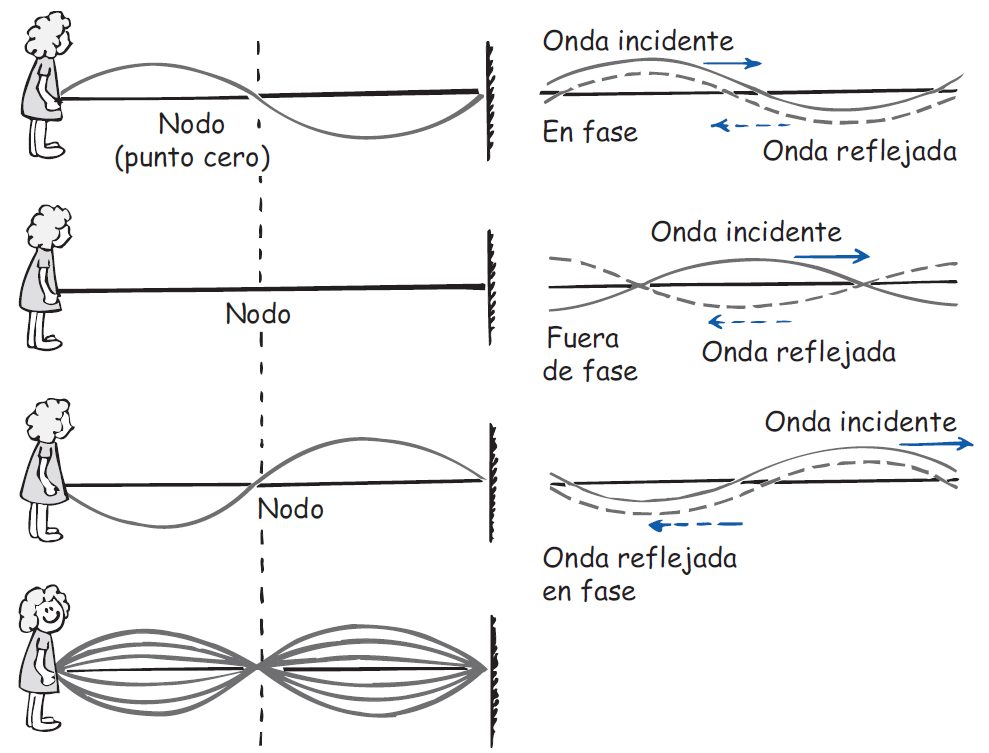 Onda incidente
Nodo
(punto cero)
En fase
Onda reflejada
Onda incidente
Nodo
Fuera
de fase
Onda reflejada
Onda incidente
Nodo
Onda reflejada
en fase